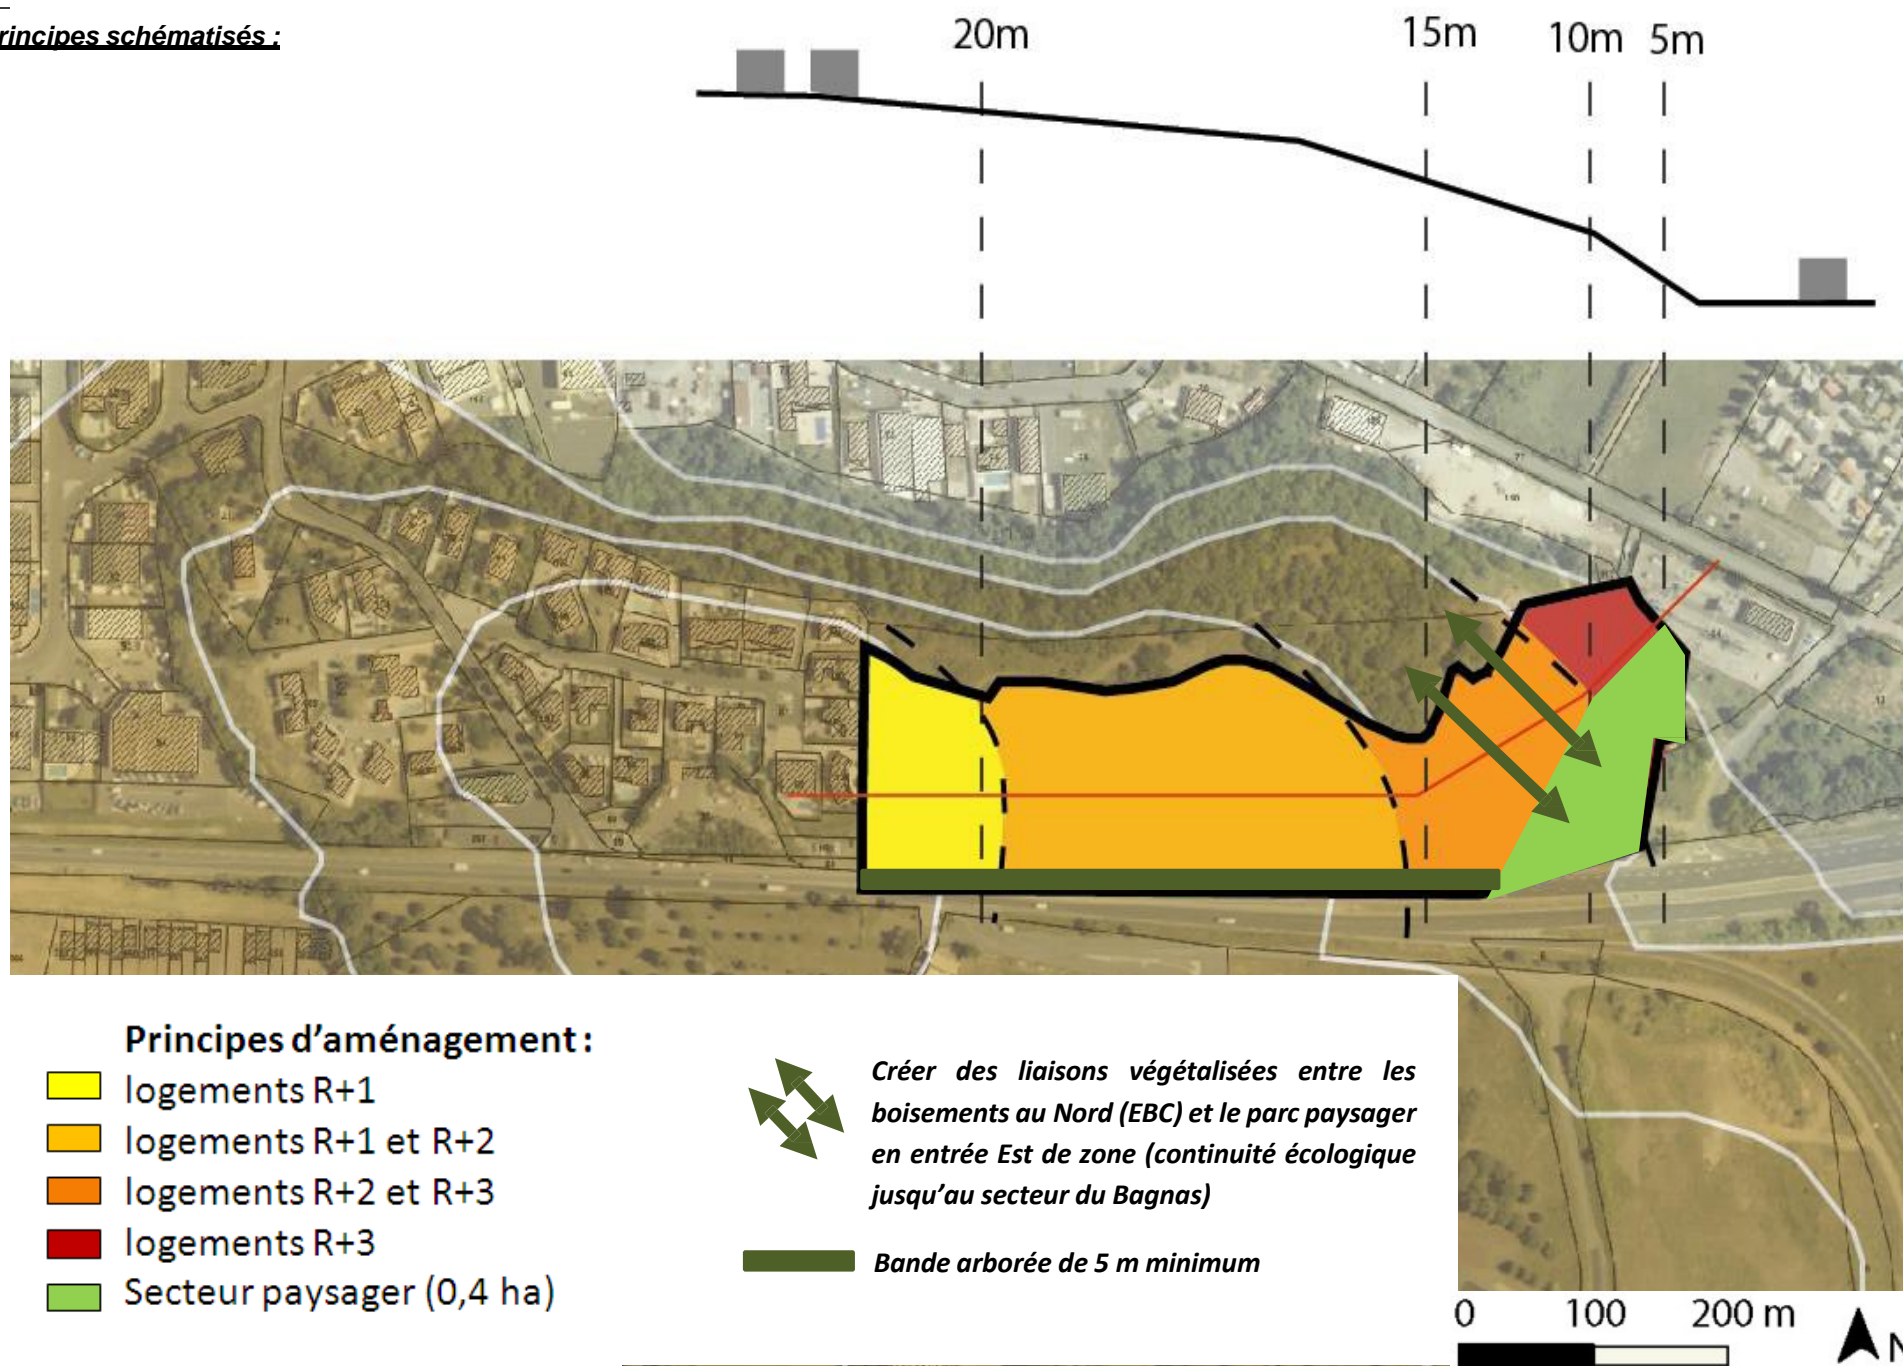 rincipes schématisés :
20m
15m
10m
5m
Principes d'aménagement :
logements R+1
logements R+1 et R+2
logements R+2 et R+3
logements R+3
Secteur paysager (0,4 ha)
Créer des liaisons végétalisées entre les
boisements au Nord (EBC) et le parc paysager
en entrée Est de zone (continuité écologique
jusqu'au secteur du Bagnas)
Bande arborée de 5 m minimum
0 100 200 m
N